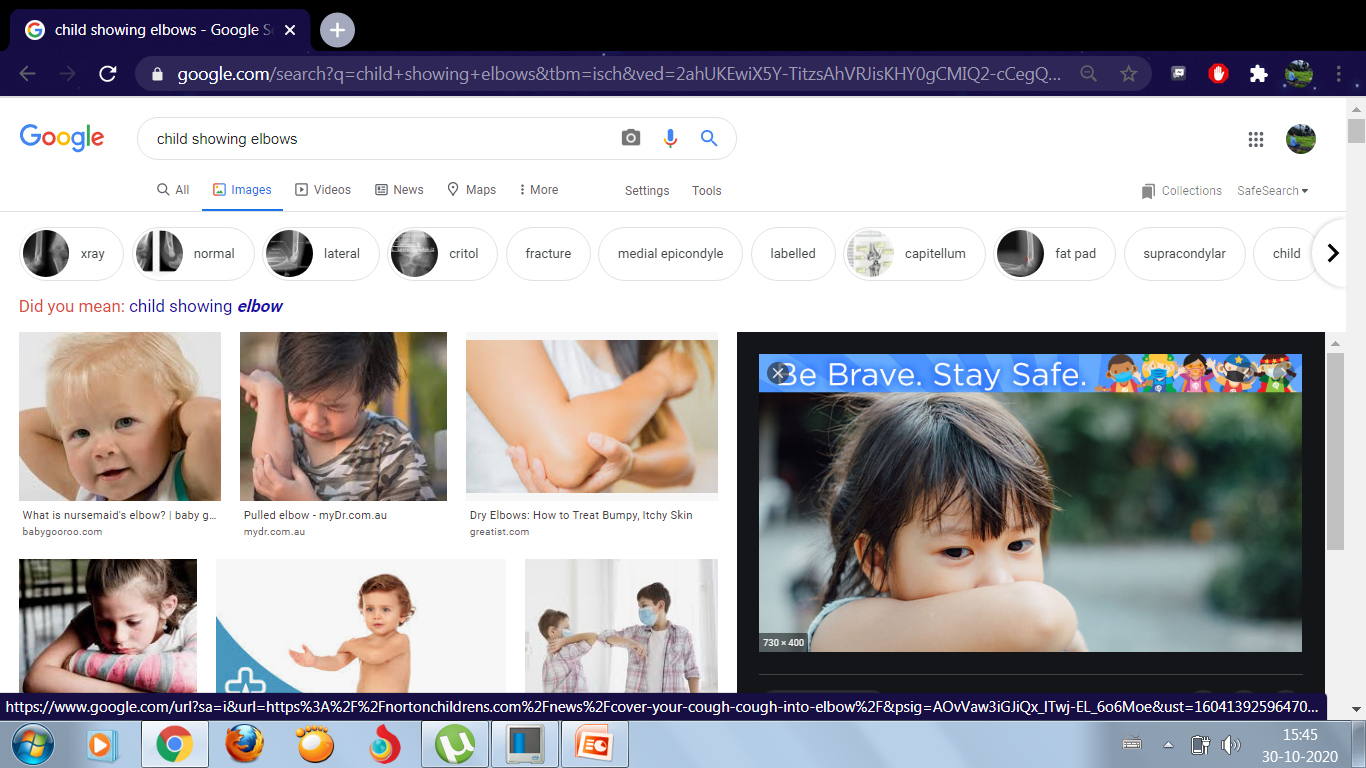 child showing elbows - Google Se
google.com/search?q=child+showing+elbows&tbm=isch&ved=2ahUKEwiX5Y-TitzsAhVRJisKHY0gCMIQ2-cCegQ...
Google
child showing elbows
All Images Videos News Maps More Settings Tools Collections SafeSearch
xray normal lateral critol fracture medial epicondyle labelled capitellum fat pad supracondylar child
Did you mean: child showing elbow
Be Brave. Stay Safe.
What is nursemaid's elbow? | baby g...
babygooroo.com
Pulled elbow - myDr.com.au
mydr.com.au
Dry Elbows: How to Treat Bumpy, Itchy Skin
greatist.com
730 × 400
https://www.google.com/url?sa=i&url=https%3A%2F%2Fnortonchildrens.com%2Fnews%2Fcover-your-cough-cough-into-elbow%2F&psig=AOvVaw3iGJiQx_ITwj-EL_6o6Moe&ust=16041392596470...
15:45
30-10-2020